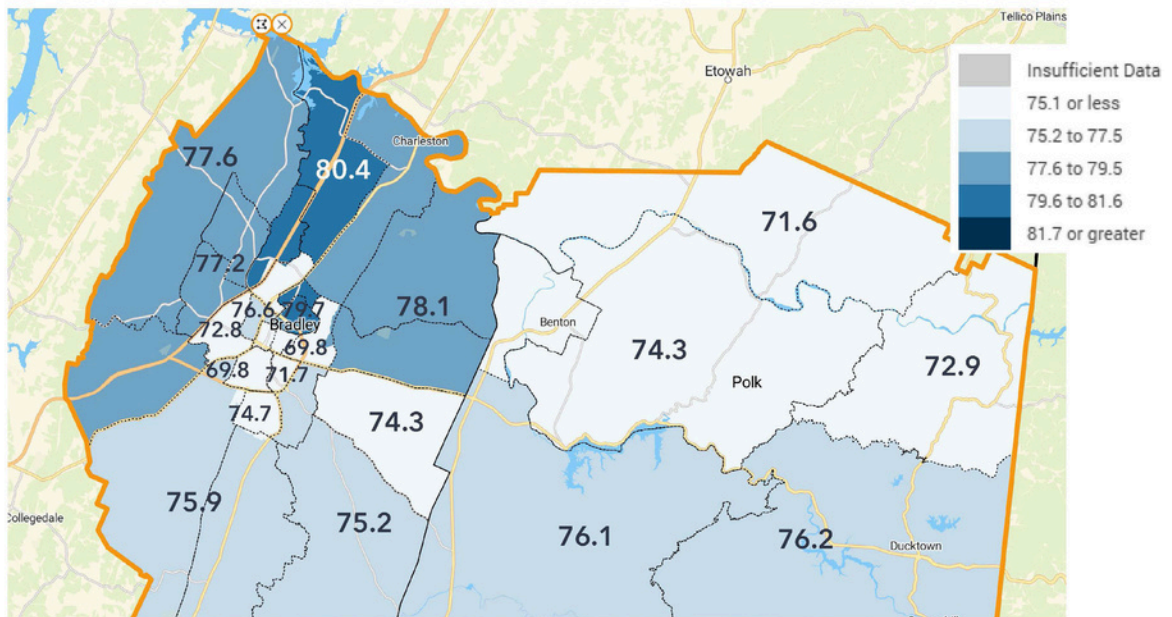 Tellico Plains
Etowah
Insufficient Data
75.1 or less
75.2 to 77.5
77.6 to 79.5
79.6 to 81.6
81.7 or greater
Charleston
77.6
80.4
71.6
77.2
78.1
76.6
79.7
Bradley
72.8
69.8
Benton
74.3
72.9
69.8
71.7
Polk
74.7
74.3
75.9
75.2
76.1
76.2
Collegedale
Ducktown